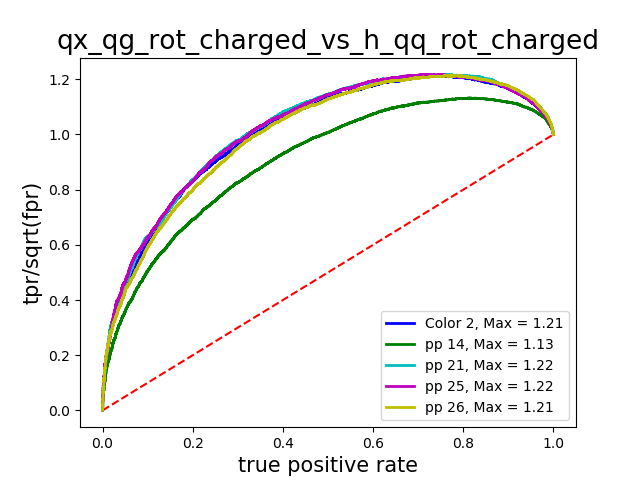 qx_qg_rot_charged_vs_h_qq_rot_charged
tpr/sqrt(fpr)
1.2
1.0
0.8
0.6
0.4
0.2
0.0
Color 2, Max = 1.21
pp 14, Max = 1.13
pp 21, Max = 1.22
pp 25, Max = 1.22
pp 26, Max = 1.21
0.0 0.2 0.4 0.6 0.8 1.0
true positive rate